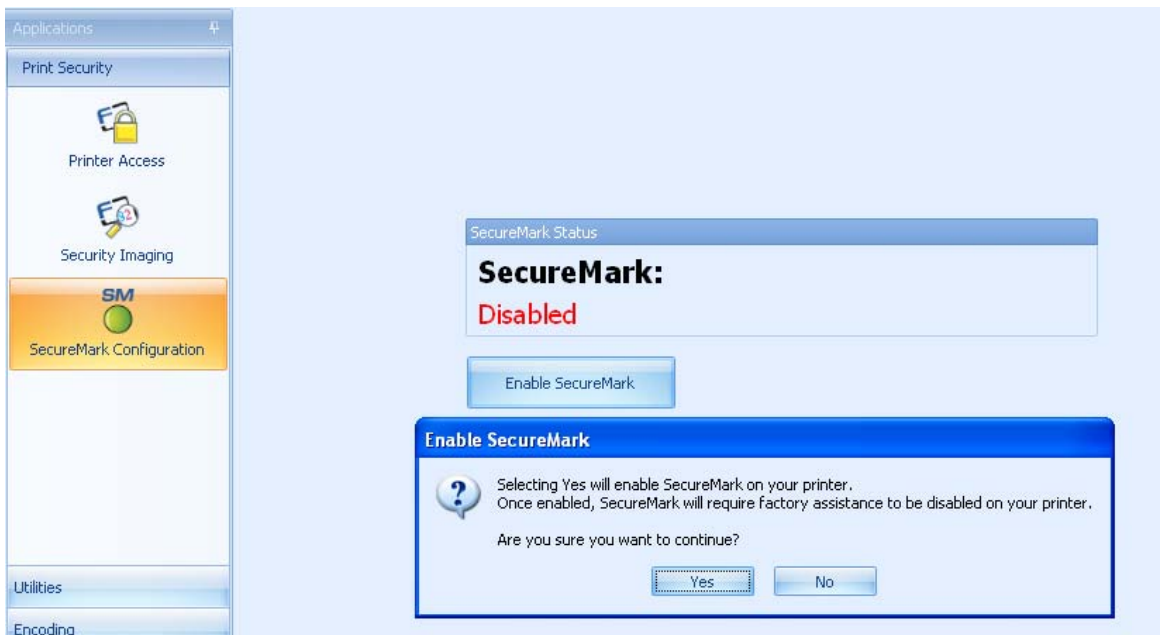 Applications
Print Security
Printer Access
Security Imaging
SM
SecureMark Configuration
Utilities
Encoding
SecureMark Status
SecureMark:
Disabled
Enable SecureMark
Enable SecureMark
Selecting Yes will enable SecureMark on your printer.
Once enabled, SecureMark will require factory assistance to be disabled on your printer.
Are you sure you want to continue?
Yes
No